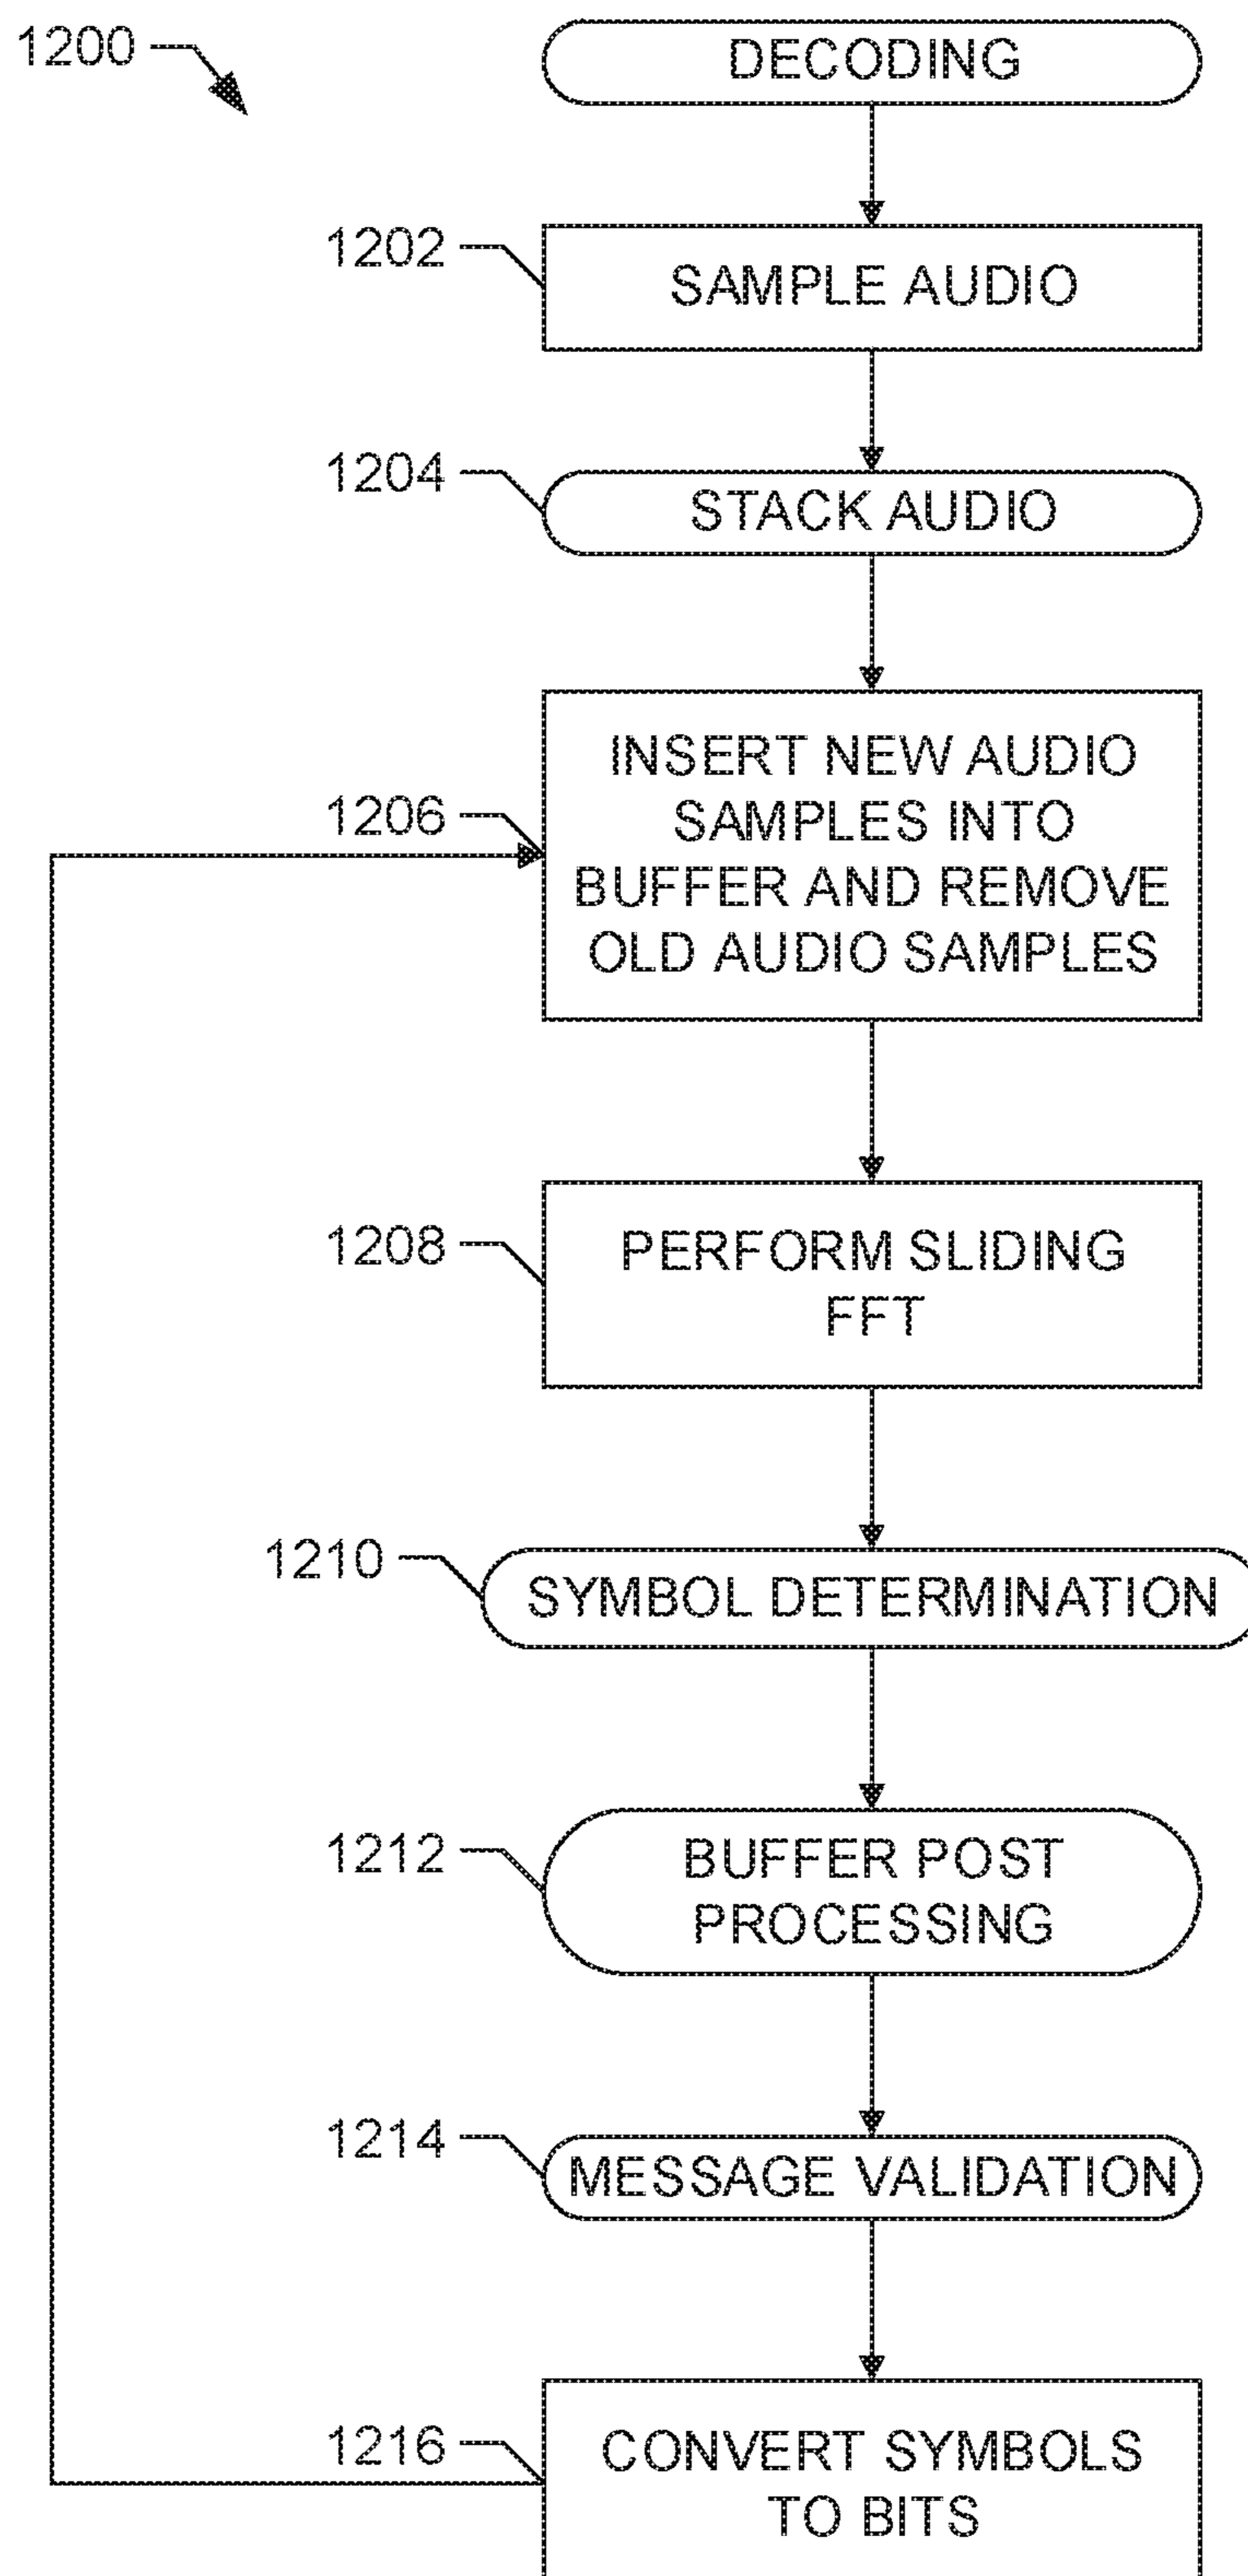 1200
DECODING
1202
SAMPLE AUDIO
1204
STACK AUDIO
1206
INSERT NEW AUDIO
SAMPLES INTO
BUFFER AND REMOVE
OLD AUDIO SAMPLES
1208
PERFORM SLIDING
FFT
1210
SYMBOL DETERMINATION
1212
BUFFER POST
PROCESSING
1214
MESSAGE VALIDATION
1216
CONVERT SYMBOLS
TO BITS